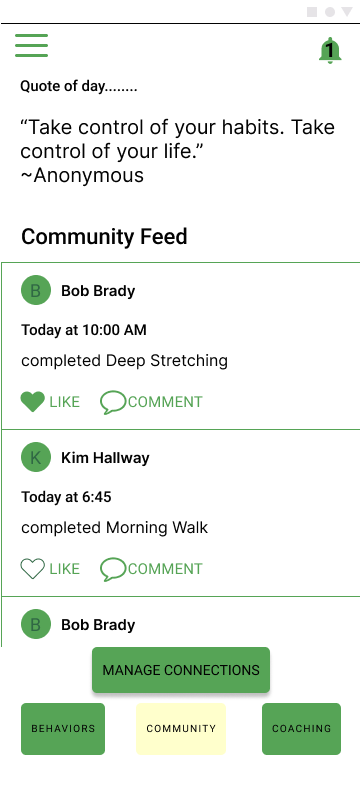 1
Quote of day........
“Take control of your habits. Take
control of your life.”
~Anonymous
Community Feed
B Bob Brady
Today at 10:00 AM
completed Deep Stretching
LIKE COMMENT
K Kim Hallway
Today at 6:45
completed Morning Walk
LIKE COMMENT
B Bob Brady
MANAGE CONNECTIONS
BEHAVIORS COMMUNITY COACHING